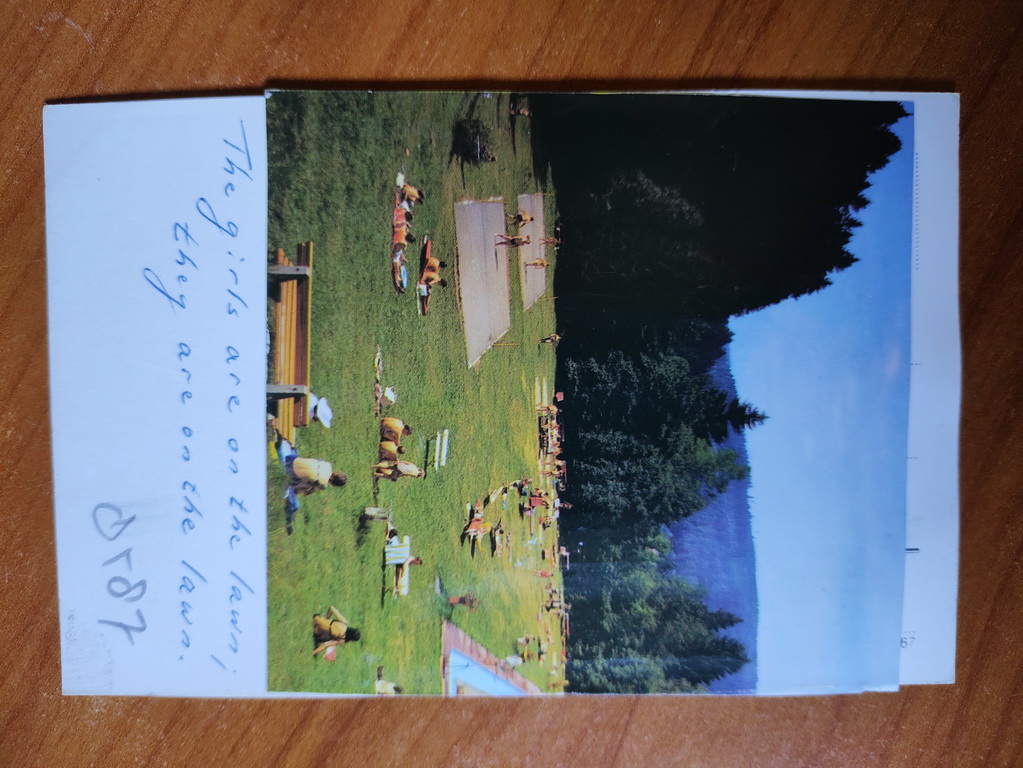 The girls are on the lawn;
they are on the lawn.